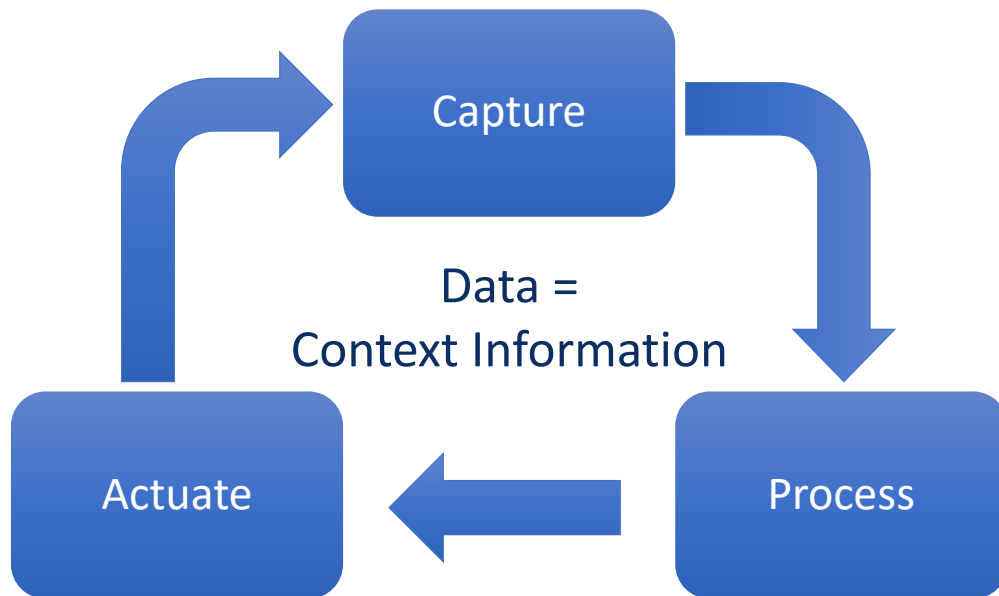 Capture
Data =
Context Information
Actuate
Process